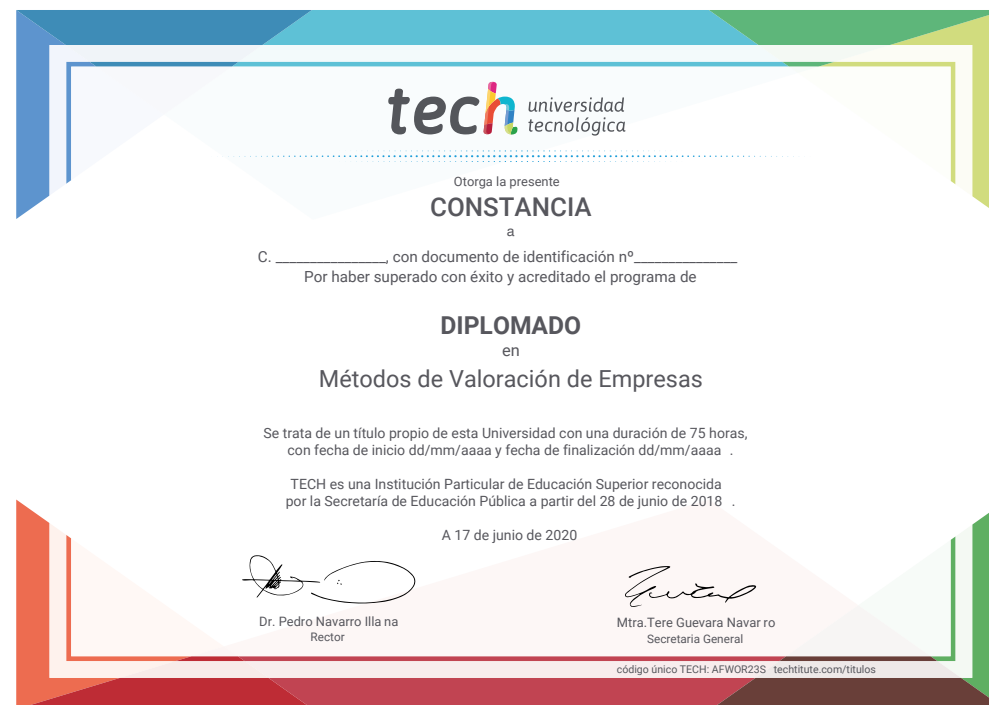 tech universidad
tecnológica
Otorga la presente
CONSTANCIA
a
C. ________________, con documento de identificación nº_______________
Por haber superado con éxito y acreditado el programa de
DIPLOMADO
en
Métodos de Valoración de Empresas
Se trata de un título propio de esta Universidad con una duración de 75 horas,
con fecha de inicio dd/mm/aaaa y fecha de finalización dd/mm/aaaa .
TECH es una Institución Particular de Educación Superior reconocida
por la Secretaría de Educación Pública a partir del 28 de junio de 2018 .
A 17 de junio de 2020
Dr. Pedro Navarro Illa na
Rector
Mtra.Tere Guevara Navar ro
Secretaria General
código único TECH: AFWOR23S techtitute.com/titulos